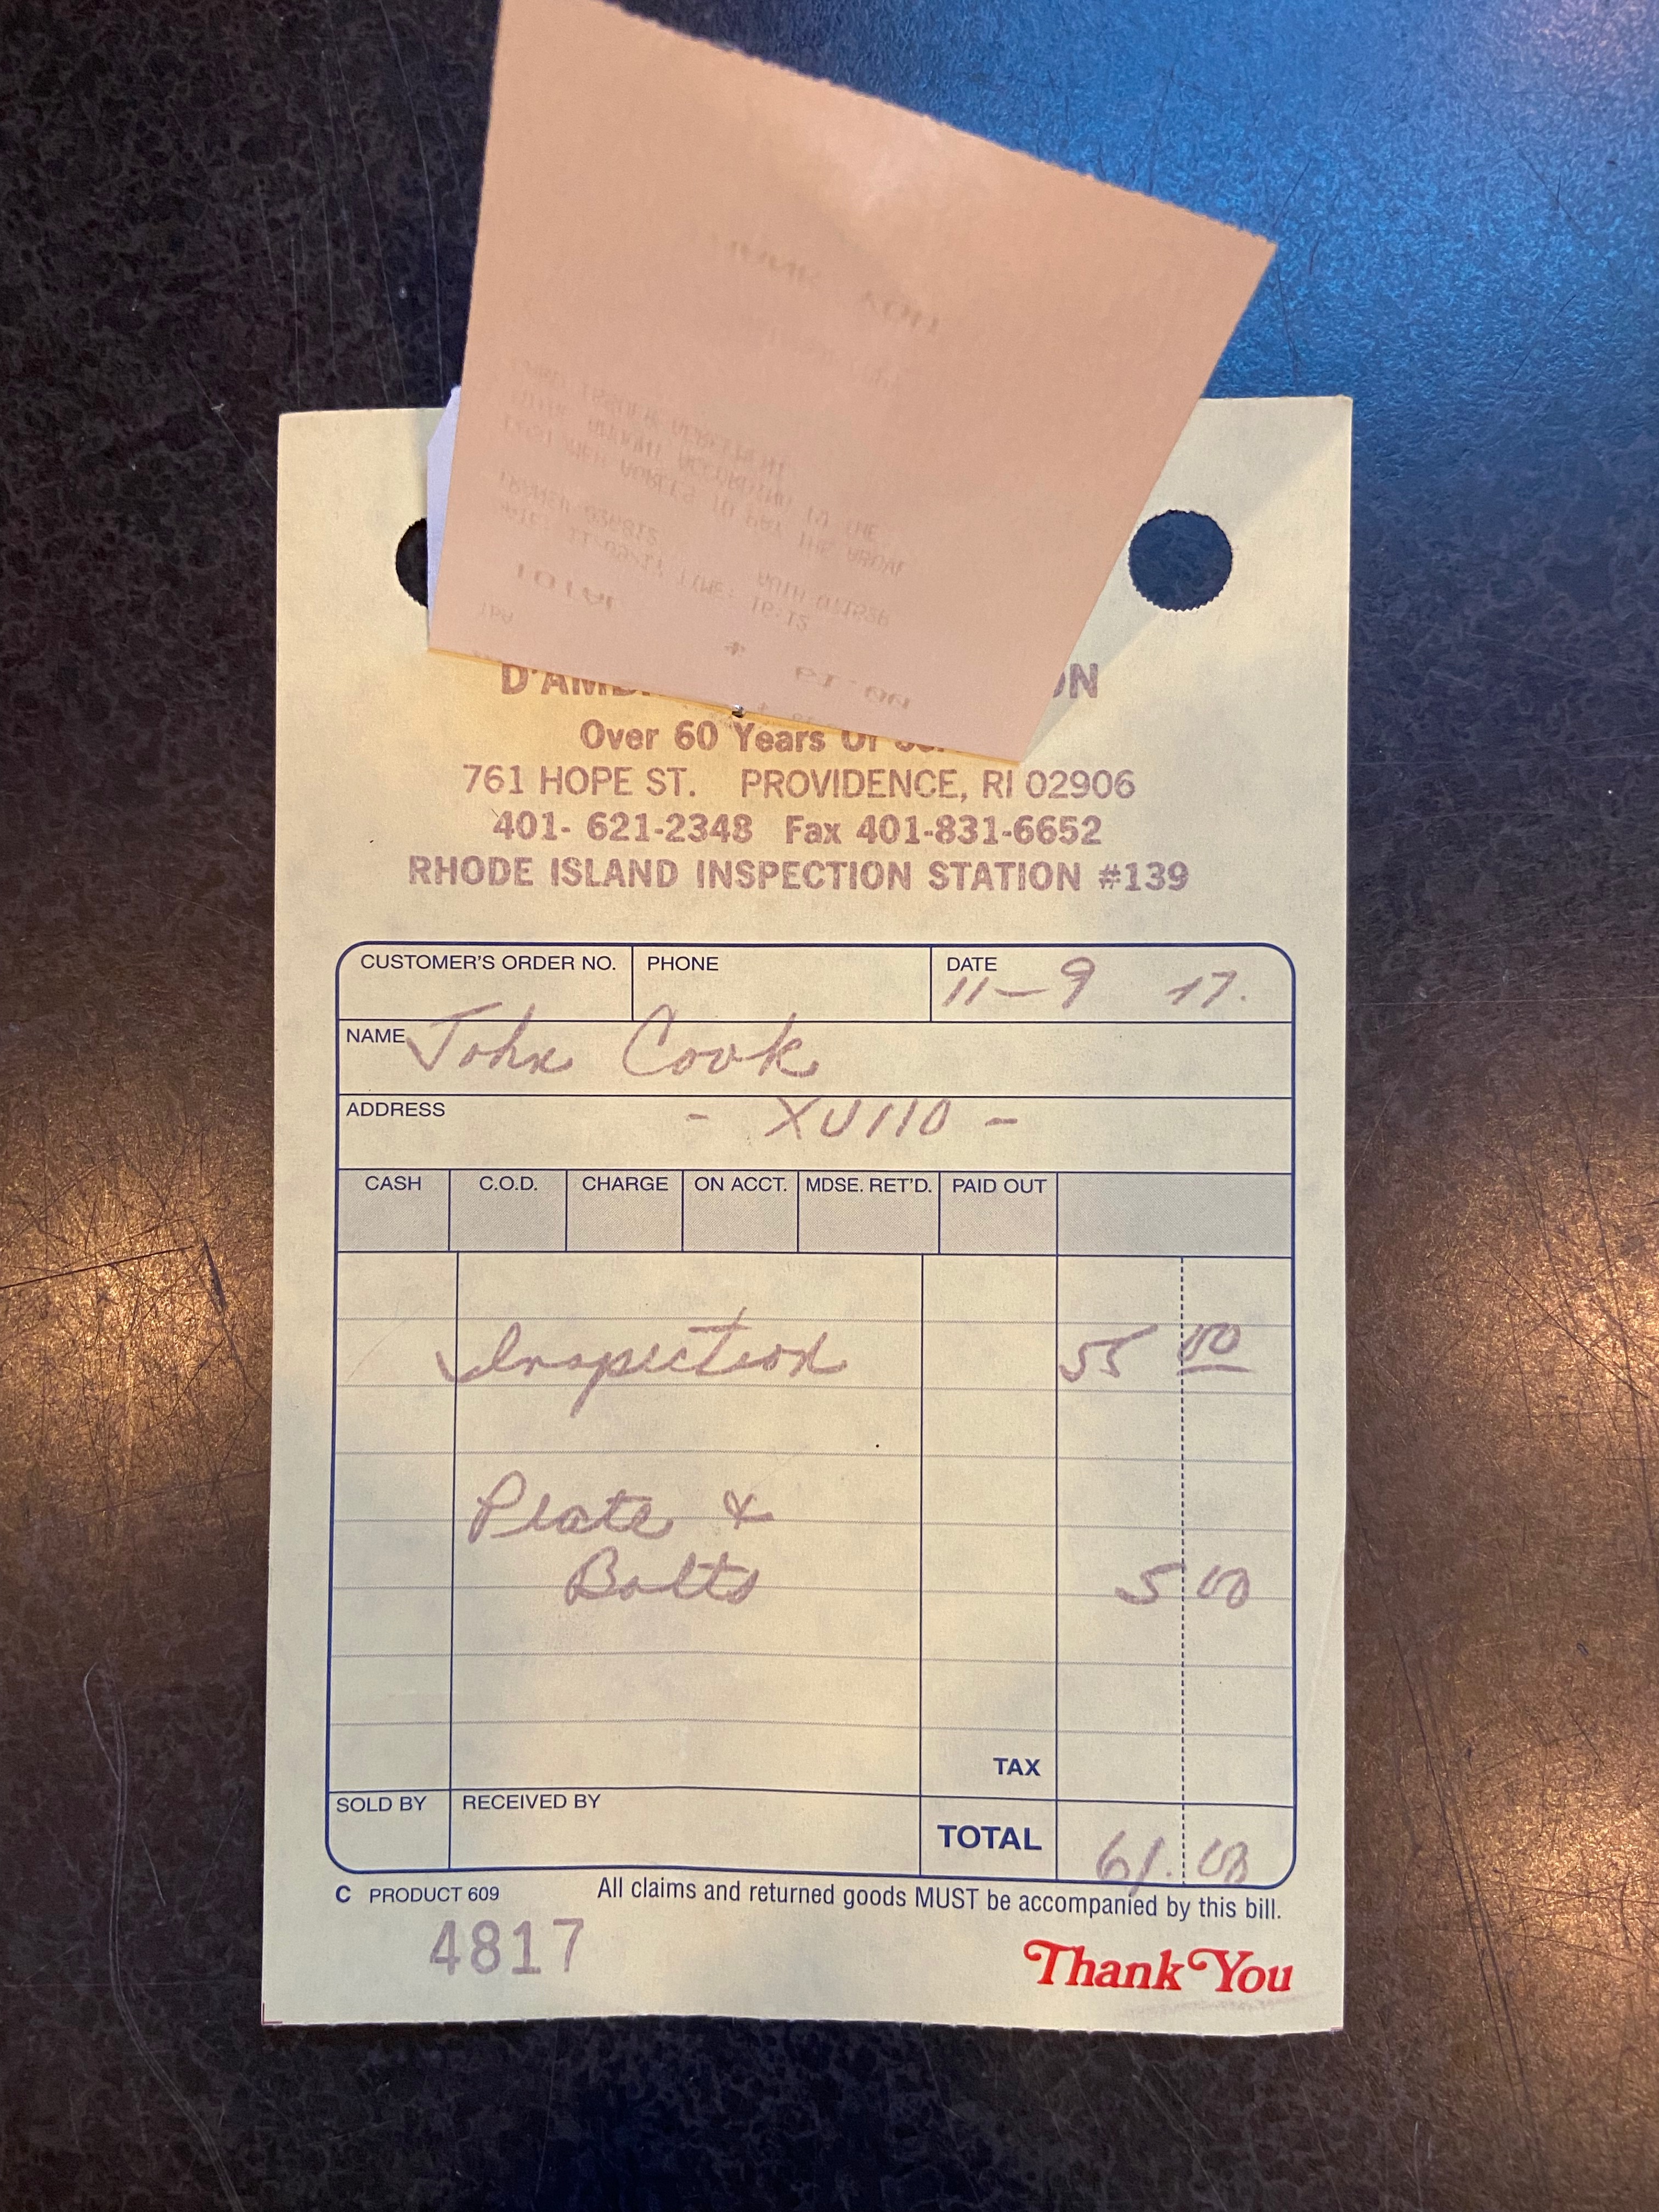 D'AMB
ON
Over 60 Years Of
761 HOPE ST. PROVIDENCE, RI 02906
401- 621-2348 Fax 401-831-6652
RHODE ISLAND INSPECTION STATION #139
CUSTOMER'S ORDER NO. PHONE DATE 11-9 17.
NAME John Cook
ADDRESS - XU110 -
CASH C.O.D. CHARGE ON ACCT. MDSE. RET'D. PAID OUT
Inspection 55 00
Plate &
Bolts 5 00
TAX
SOLD BY RECEIVED BY TOTAL 61.00
C PRODUCT 609 All claims and returned goods MUST be accompanied by this bill.
4817 Thank You